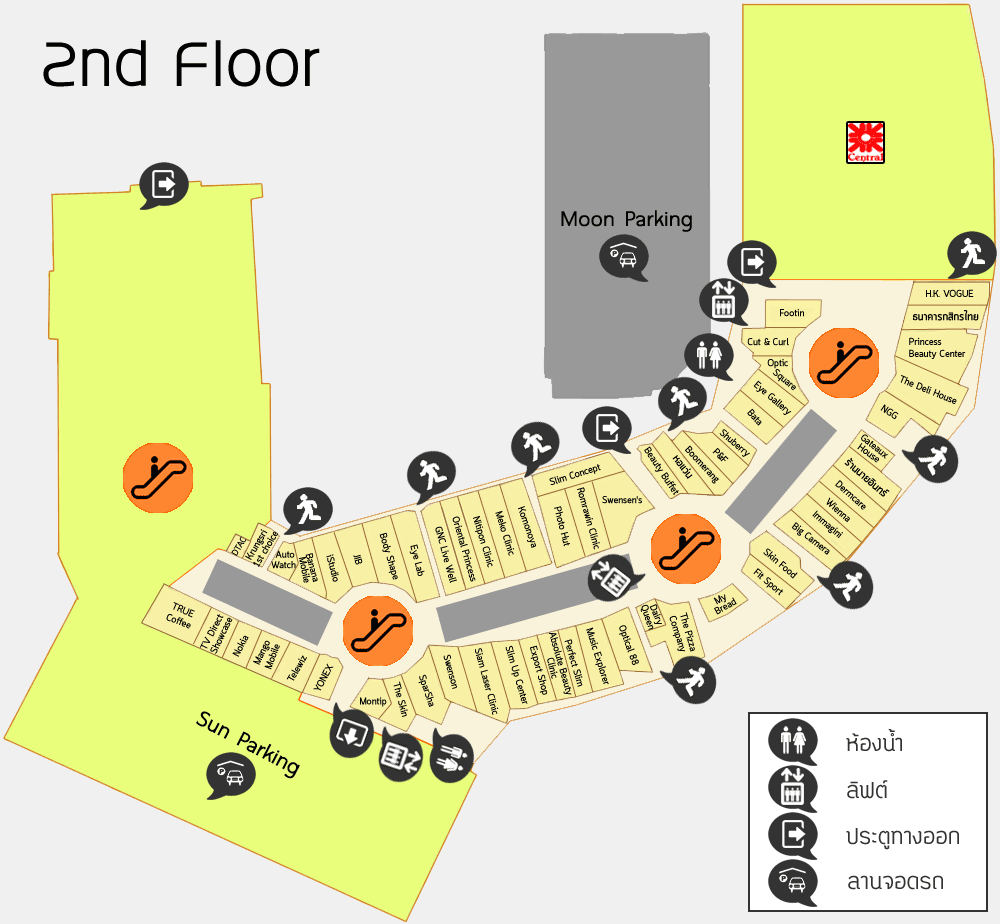 2nd Floor
Moon Parking
Central
Footin
H.K. VOGUE
ธนาคารกสิกรไทย
Cut & Curl
Princess
Beauty Center
Optic
Square
Eye Gallery
Bata
The Deli House
NGG
Shuberry
P&F
Boomerang
หอแว่น
Beauty Buffet
Gateaux
House
ร้านนายอินทร์
Dermcare
Wienna
Immagini
Big Camera
Slim Concept
Swensen's
Romrawin Clinic
Photo Hut
Komonoya
Meko Clinic
Nitipon Clinic
Oriental Princess
GNC Live Well
Eye Lab
Body Shape
JIB
iStudio
Banana
Mobile
Auto
Watch
Krungsri
1st choice
DTAC
Skin Food
Fit Sport
My
Bread
The Pizza
Company
Dairy
Queen
Optical 88
Music Explorer
Perfect Slim
Absolute Beauty
Clinic
Export Shop
Slim Up Center
Siam Laser Clinic
Swenson
SparSha
The Skin
Montip
YONEX
Telewiz
Mango
Mobile
Nokia
TV Direct
Showcase
TRUE
Coffee
Sun Parking
ห้องน้ำ
ลิฟต์
ประตูทางออก
ลานจอดรถ